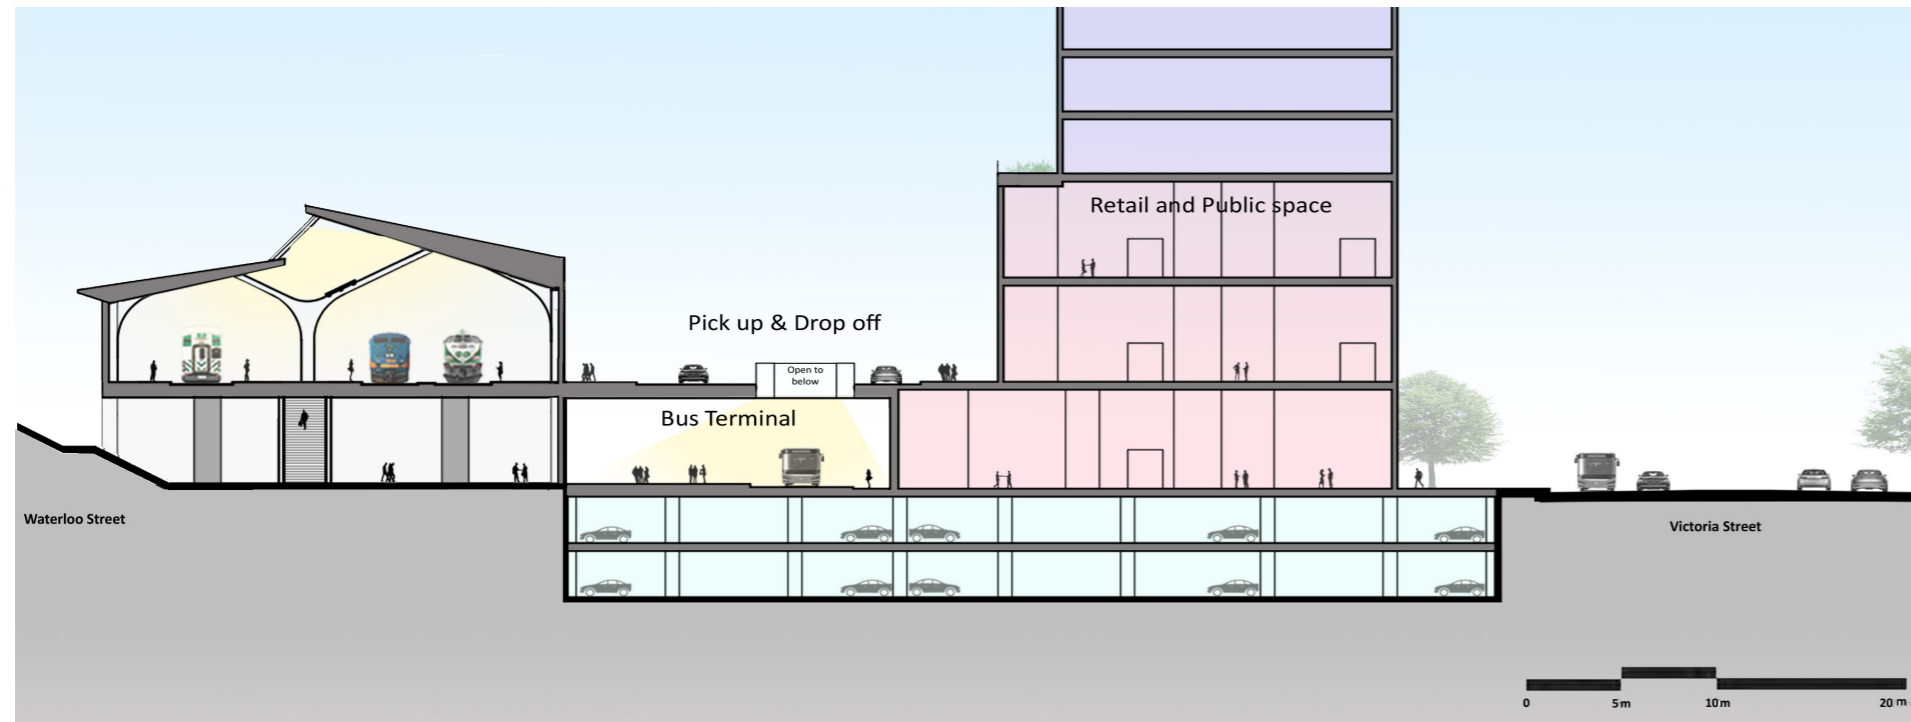 Retail and Public space
Pick up & Drop off
Open to
below
Bus Terminal
Waterloo Street
Victoria Street
0 5m 10m 20 m